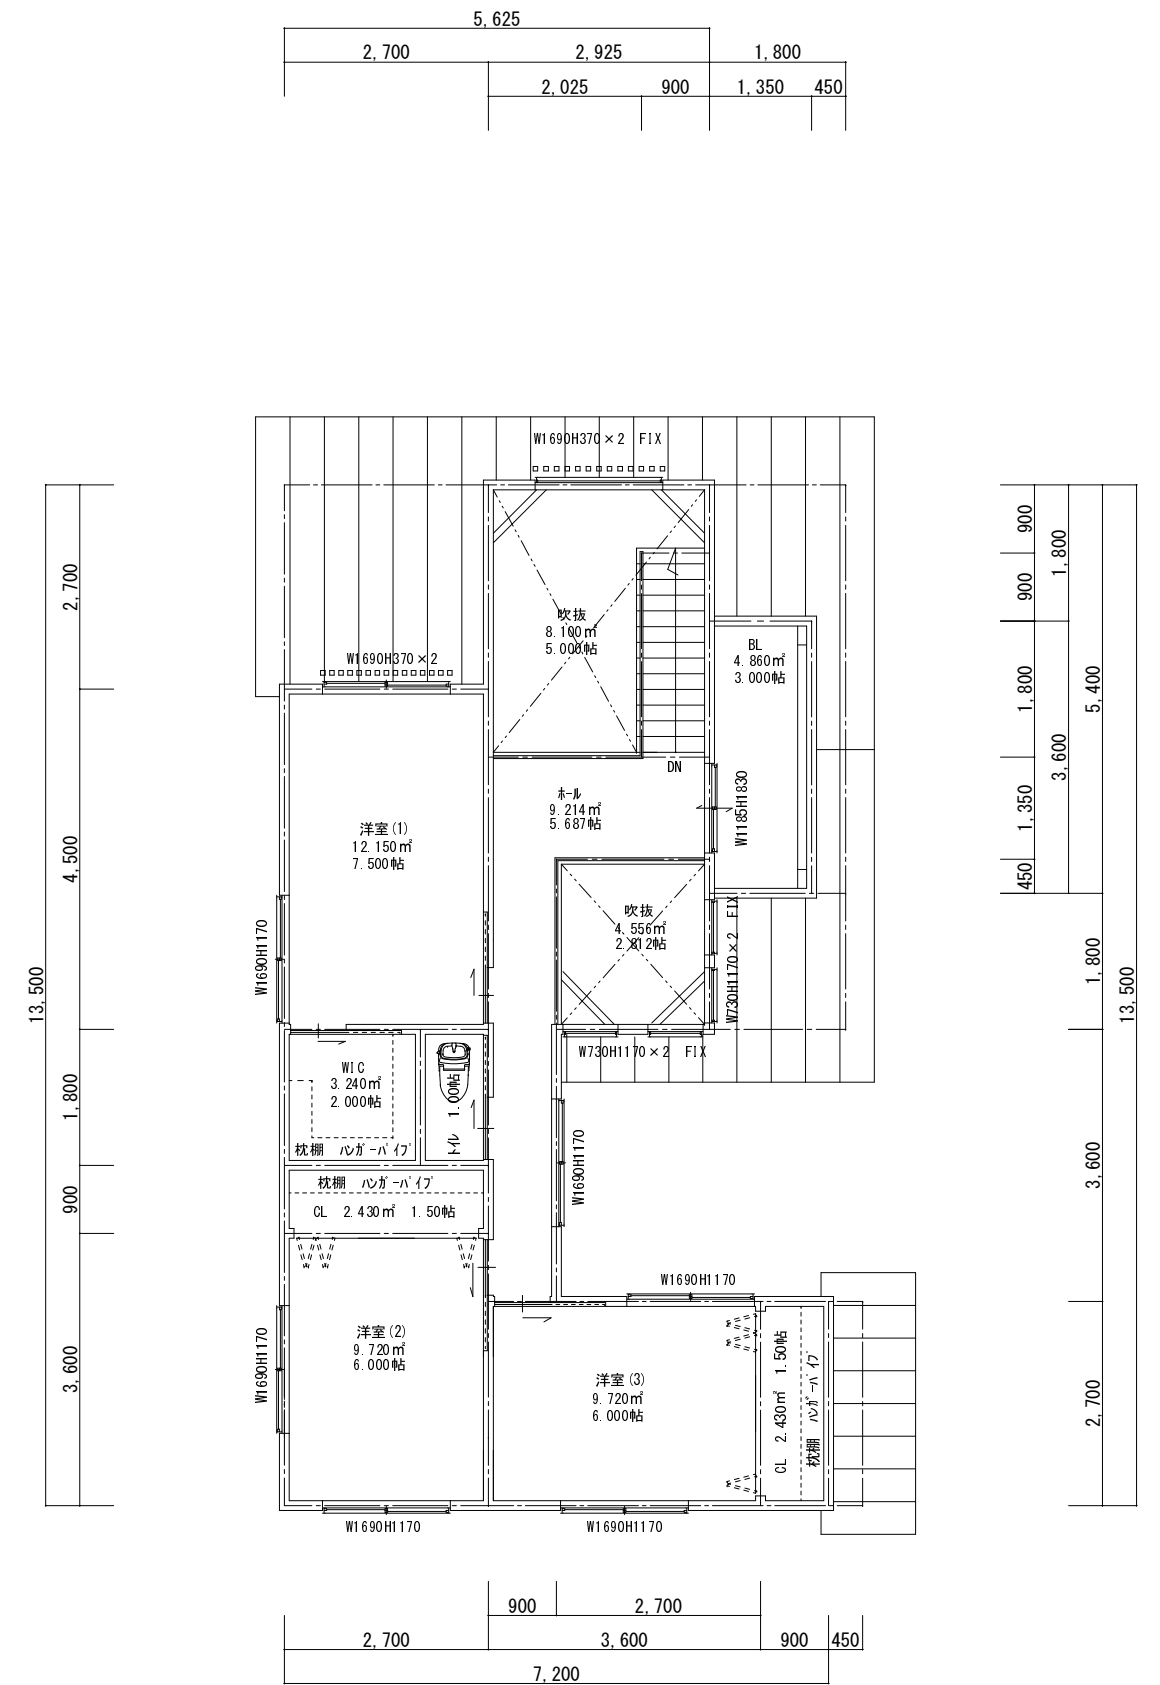 5,625
2,700
2,925
1,800
2,025
900
1,350
450
W1690H370×2 FIX
900
1,800
2,700
900
吹抜
8.100㎡
5.000帖
BL
4.860㎡
3.000帖
W1690H370×2
1,800
5,400
3,600
DN
ﾎｰﾙ
9.214㎡
5.687帖
W1185H1830
1,350
洋室(1)
12.150㎡
7.500帖
4,500
450
吹抜
4.556㎡
2.812帖
W730H1170×2 FIX
W1690H1170
1,800
13,500
13,500
W730H1170×2 FIX
WIC
3.240㎡
2.000帖
トイレ 1.00帖
1,800
枕棚 ﾊﾝｶﾞｰﾊﾟｲﾌﾟ
W1690H1170
3,600
枕棚 ﾊﾝｶﾞｰﾊﾟｲﾌﾟ
900
CL 2.430㎡ 1.50帖
W1690H1170
洋室(2)
9.720㎡
6.000帖
W1690H1170
3,600
洋室(3)
9.720㎡
6.000帖
CL 2.430㎡ 1.50帖
枕棚 ﾊﾝｶﾞｰﾊﾟｲﾌﾟ
2,700
W1690H1170
W1690H1170
900
2,700
2,700
3,600
900
450
7,200